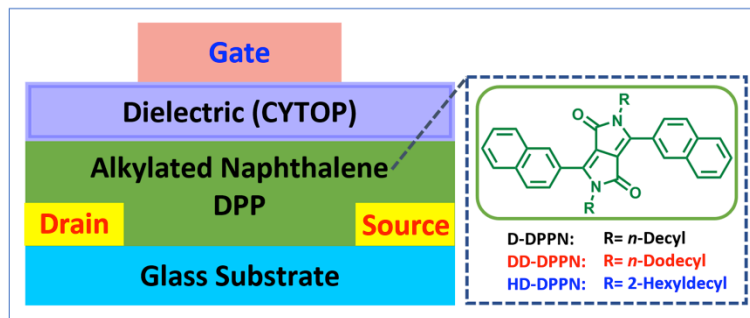 Gate
Dielectric (CYTOP)
Alkylated Naphthalene
DPP
Drain
Source
Glass Substrate
R
O
N
N
O
R
D-DPPN: R= n-Decyl
DD-DPPN: R= n-Dodecyl
HD-DPPN: R= 2-Hexyldecyl